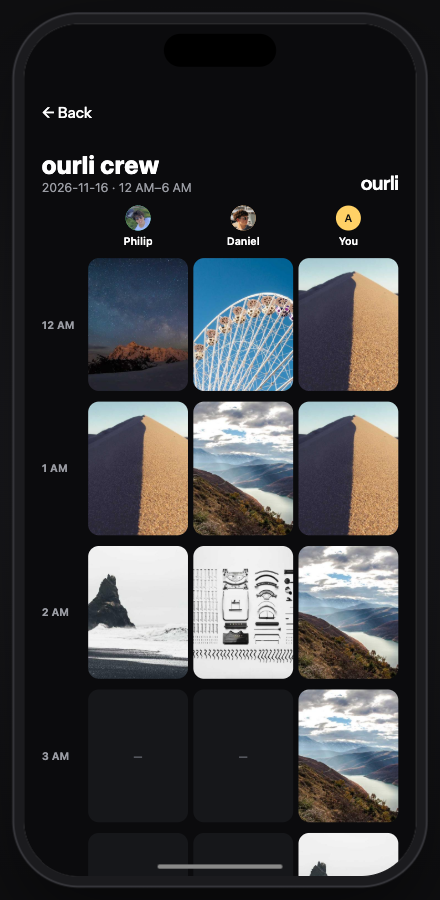 ← Back
ourli crew
2026-11-16 · 12 AM–6 AM
ourli
A
Philip
Daniel
You
12 AM
1 AM
2 AM
3 AM
–
–